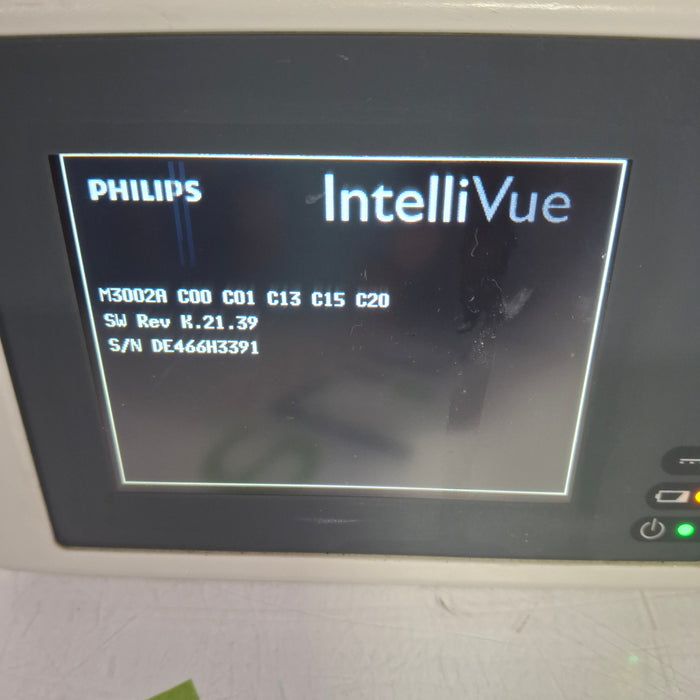 PHILIPS
IntelliVue
M3002A C00 C01 C13 C15 C20
SW Rev K.21.39
S/N DE466H3391